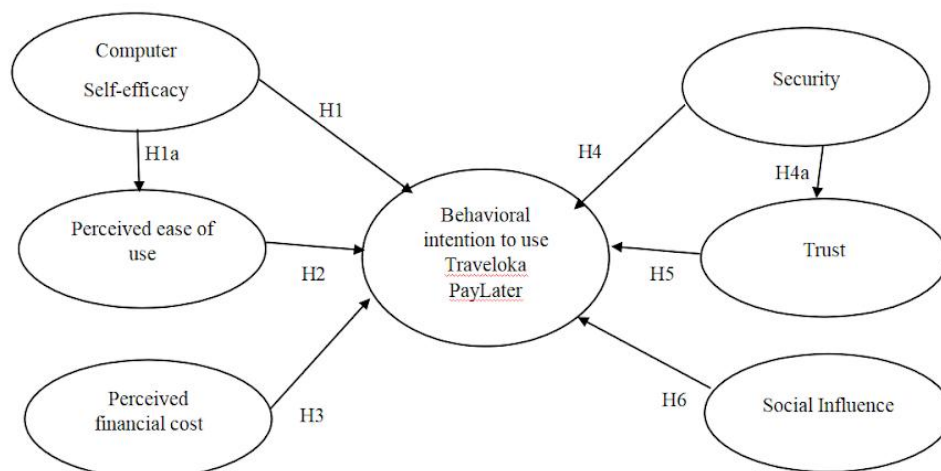 Computer
Self-efficacy
H1
H1a
Perceived ease of
use
H2
Perceived
financial cost
H3
Behavioral
intention to use
Traveloka
PayLater
Security
H4
H4a
Trust
H5
Social Influence
H6